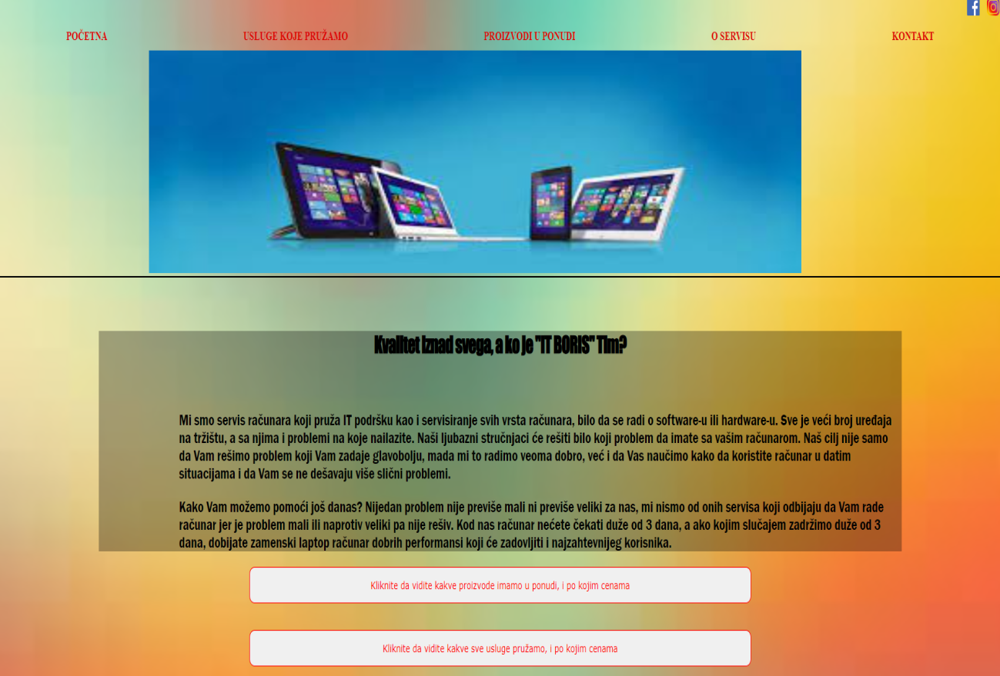 POČETNA
USLUGE KOJE PRUŽAMO
PROIZVODI U PONUDI
O SERVISU
KONTAKT
Kvalitet iznad svega, a ko je "IT BORIS" Tim?
Mi smo servis računara koji pruža IT podršku kao i servisiranje svih vrsta računara, bilo da se radi o software-u ili hardware-u. Sve je veći broj uređaja
na tržištu, a sa njima i problemi na koje nailazite. Naši ljubazni stručnjaci će rešiti bilo koji problem da imate sa vašim računarom. Naš cilj nije samo
da Vam rešimo problem koji Vam zadaje glavobolju, mada mi to radimo veoma dobro, već i da Vas naučimo kako da koristite računar u datim
situacijama i da Vam se ne dešavaju više slični problemi.
Kako Vam možemo pomoći još danas? Nijedan problem nije previše mali ni previše veliki za nas, mi nismo od onih servisa koji odbijaju da Vam rade
računar jer je problem mali ili naprotiv veliki pa nije rešiv. Kod nas računar nećete čekati duže od 3 dana, a ako kojim slučajem zadržimo duže od 3
dana, dobijate zamenski laptop računar dobrih performansi koji će zadovljiti i najzahtevnijeg korisnika.
Kliknite da vidite kakve proizvode imamo u ponudi, i po kojim cenama
Kliknite da vidite kakve sve usluge pružamo, i po kojim cenama